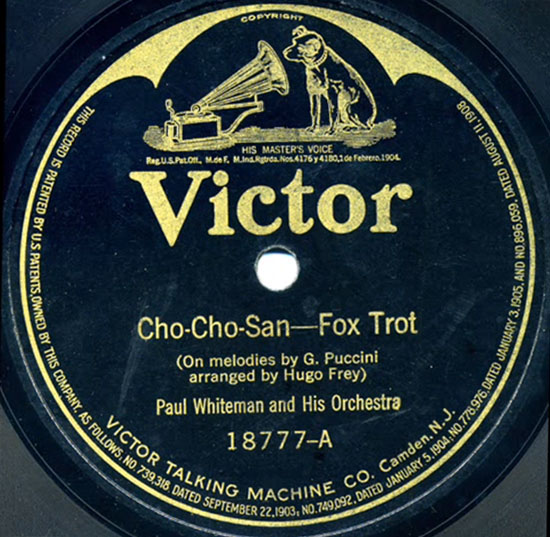 COPYRIGHT
HIS MASTER'S VOICE
Reg.U.S.Pat.Off., M.de F. M.Ind.Rgtrda.Nos.4176 y 4180,1 de Febrero.1904.
Victor
Cho-Cho-San—Fox Trot
(On melodies by G. Puccini
arranged by Hugo Frey)
Paul Whiteman and His Orchestra
18777-A
VICTOR TALKING MACHINE CO. Camden, N.J.
THIS RECORD IS PATENTED BY U.S. PATENTS, OWNED BY THIS COMPANY, AS FOLLOWS, NO. 739,318, DATED SEPTEMBER 22, 1903; NO. 749,092, DATED JANUARY 5, 1904, NO. 778,976, DATED JANUARY 3, 1905, AND NO. 896,059, DATED AUGUST 11, 1908